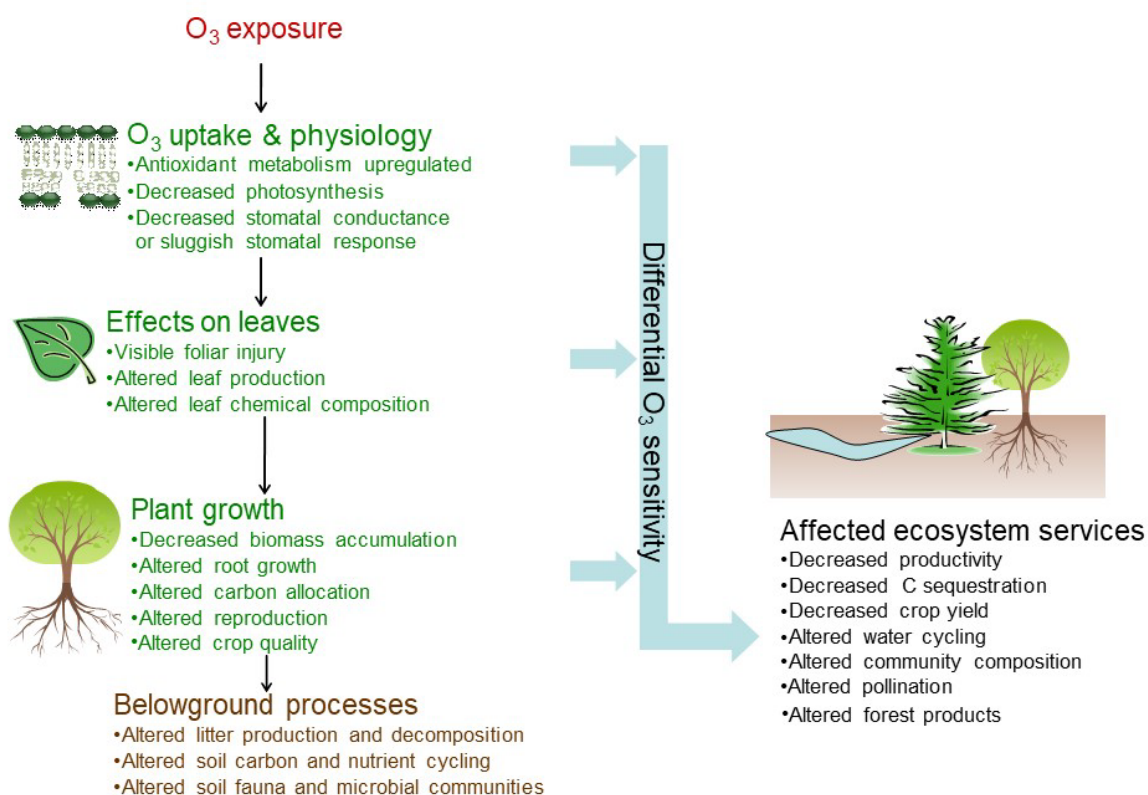 O₃ exposure
O₃ uptake & physiology
•Antioxidant metabolism upregulated
•Decreased photosynthesis
•Decreased stomatal conductance
or sluggish stomatal response
Effects on leaves
•Visible foliar injury
•Altered leaf production
•Altered leaf chemical composition
Plant growth
•Decreased biomass accumulation
•Altered root growth
•Altered carbon allocation
•Altered reproduction
•Altered crop quality
Belowground processes
•Altered litter production and decomposition
•Altered soil carbon and nutrient cycling
•Altered soil fauna and microbial communities
Differential O₃ sensitivity
Affected ecosystem services
•Decreased productivity
•Decreased C sequestration
•Decreased crop yield
•Altered water cycling
•Altered community composition
•Altered pollination
•Altered forest products